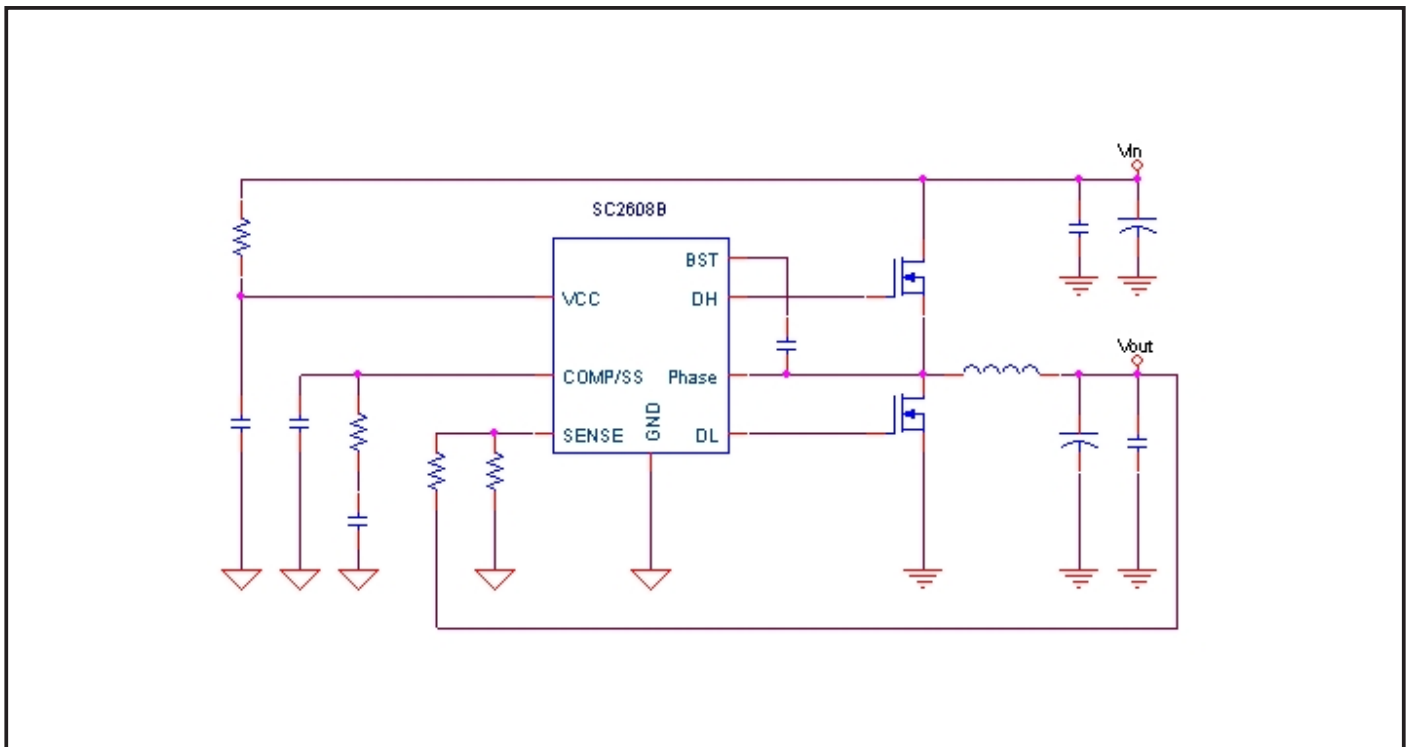 Vin
SC2608B
BST
VCC
DH
COMP/SS
Phase
Vout
SENSE
GND
DL